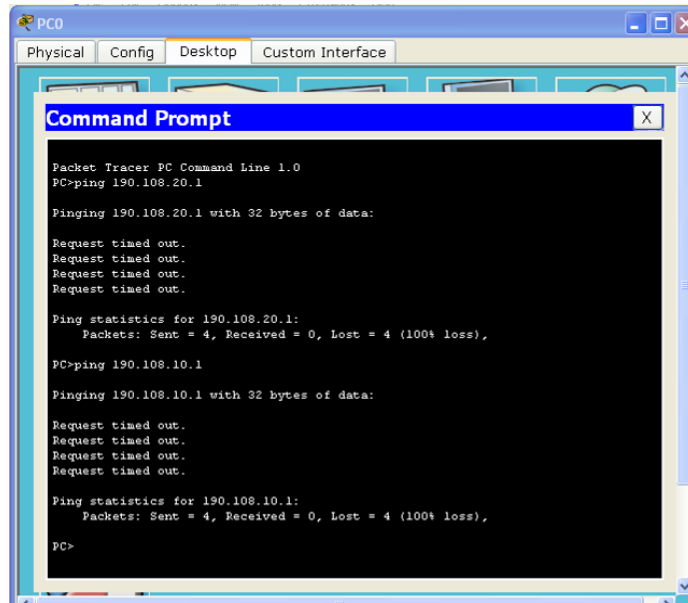 PC0
Physical Config Desktop Custom Interface
Command Prompt
X
Packet Tracer PC Command Line 1.0
PC>ping 190.108.20.1
Pinging 190.108.20.1 with 32 bytes of data:
Request timed out.
Request timed out.
Request timed out.
Request timed out.
Ping statistics for 190.108.20.1:
Packets: Sent = 4, Received = 0, Lost = 4 (100% loss),
PC>ping 190.108.10.1
Pinging 190.108.10.1 with 32 bytes of data:
Request timed out.
Request timed out.
Request timed out.
Request timed out.
Ping statistics for 190.108.10.1:
Packets: Sent = 4, Received = 0, Lost = 4 (100% loss),
PC>